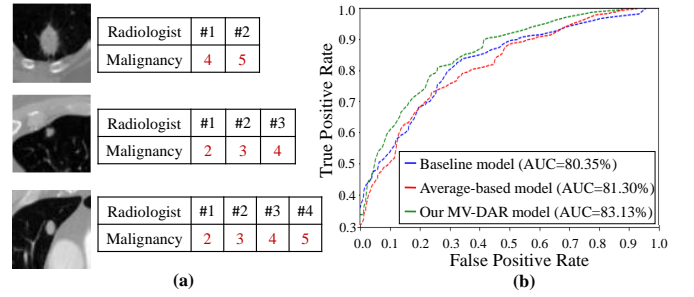 Radiologist #1 #2
Malignancy 4 5
Radiologist #1 #2 #3
Malignancy 2 3 4
Radiologist #1 #2 #3 #4
Malignancy 2 3 4 5
(a)
True Positive Rate
1.0
0.9
0.8
0.7
0.6
0.5
0.4
0.3
Baseline model (AUC=80.35%)
Average-based model (AUC=81.30%)
Our MV-DAR model (AUC=83.13%)
0.0 0.1 0.2 0.3 0.4 0.5 0.6 0.7 0.8 0.9 1.0
False Positive Rate
(b)